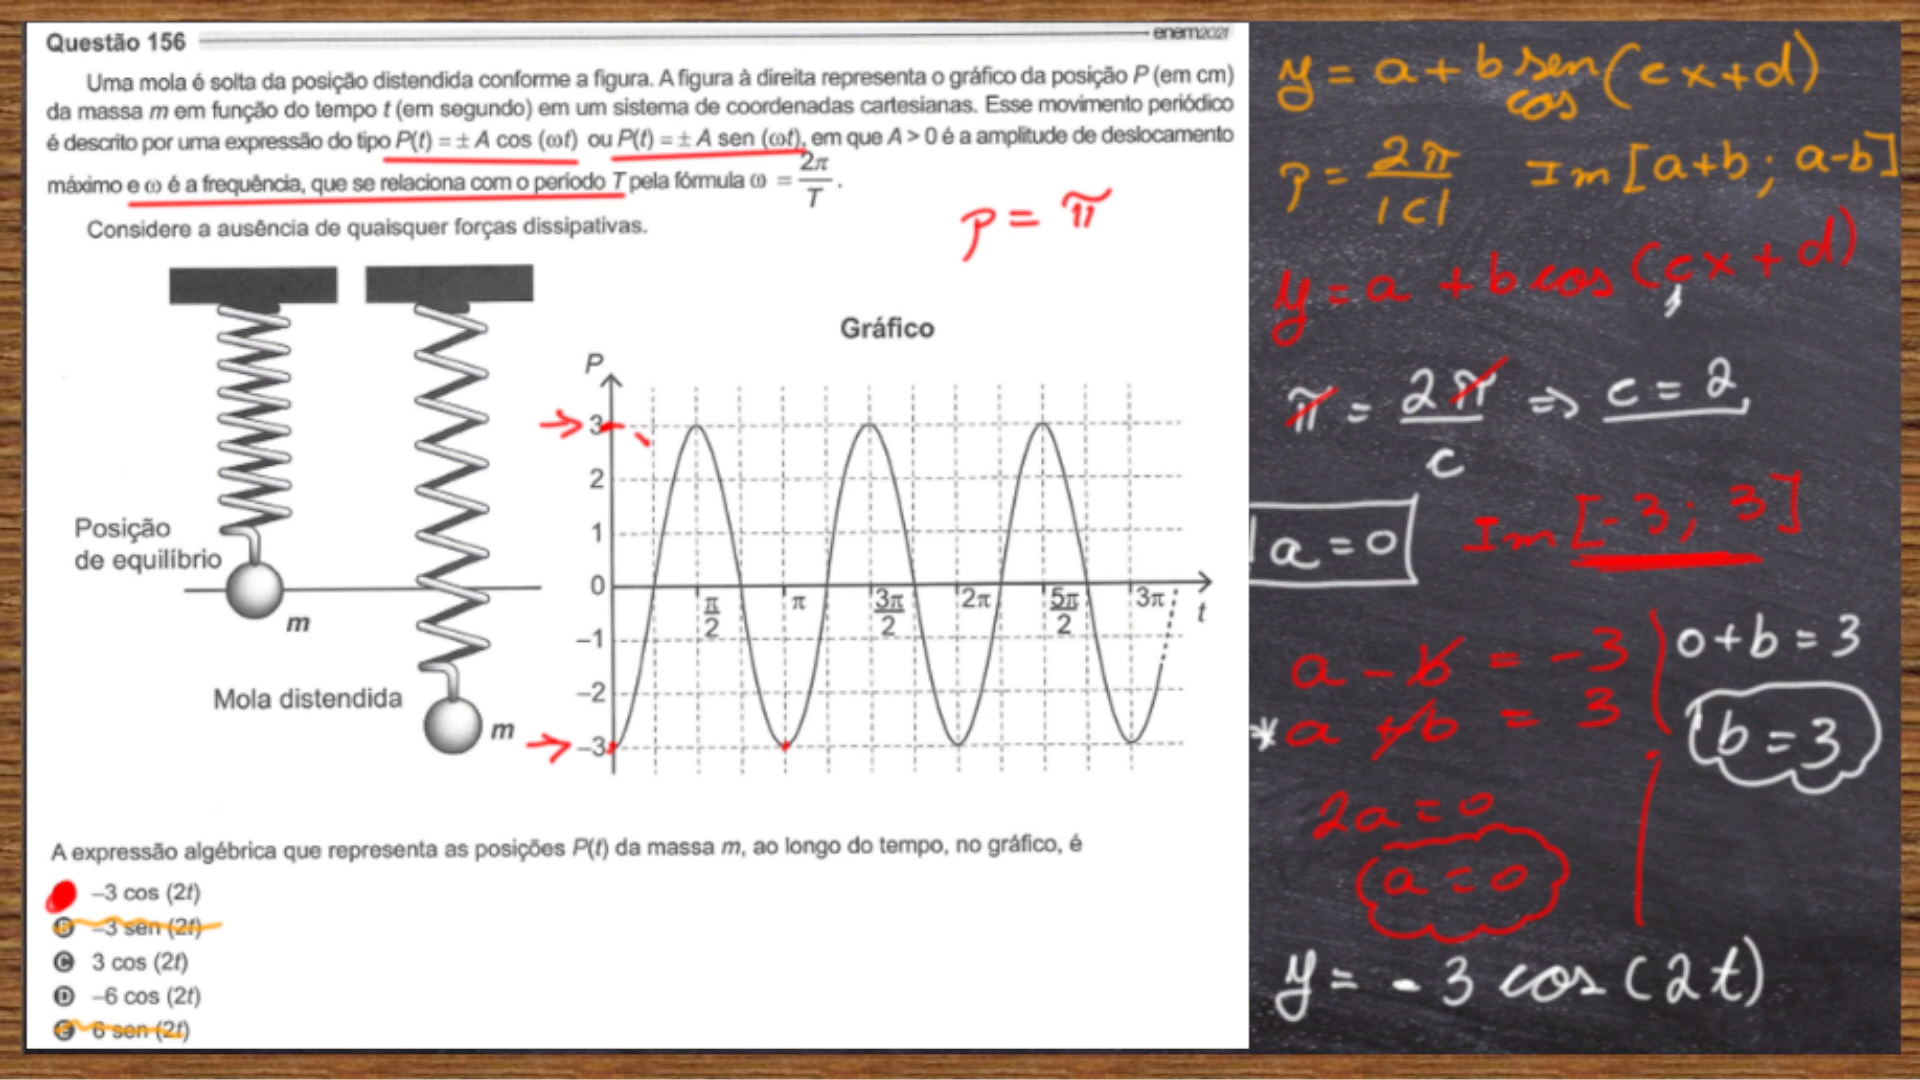 Questão 156
enem2021
Uma mola é solta da posição distendida conforme a figura. A figura à direita representa o gráfico da posição P (em cm)
da massa m em função do tempo t (em segundo) em um sistema de coordenadas cartesianas. Esse movimento periódico
é descrito por uma expressão do tipo P(t) = ± A cos (ωt) ou P(t) = ± A sen (ωt), em que A > 0 é a amplitude de deslocamento
máximo e ω é a frequência, que se relaciona com o período T pela fórmula ω = 2π/T.
Considere a ausência de quaisquer forças dissipativas.
p = π
Gráfico
P
3
2
1
0
–1
–2
–3
π/2
π
3π/2
2π
5π/2
3π
t
Posição
de equilíbrio
m
Mola distendida
m
A expressão algébrica que representa as posições P(t) da massa m, ao longo do tempo, no gráfico, é
–3 cos (2t)
B –3 sen (2t)
C 3 cos (2t)
D –6 cos (2t)
E 6 sen (2t)
y = a + b sen (cx + d)
cos
P = 2π/|c| Im [a+b; a-b]
y = a + b cos (cx + d)
π = 2π/c ⇒ c = 2
a = 0
Im [-3; 3]
a - b = -3
* a + b = 3
2a = 0
a = 0
0 + b = 3
b = 3
y = - 3 cos (2t)